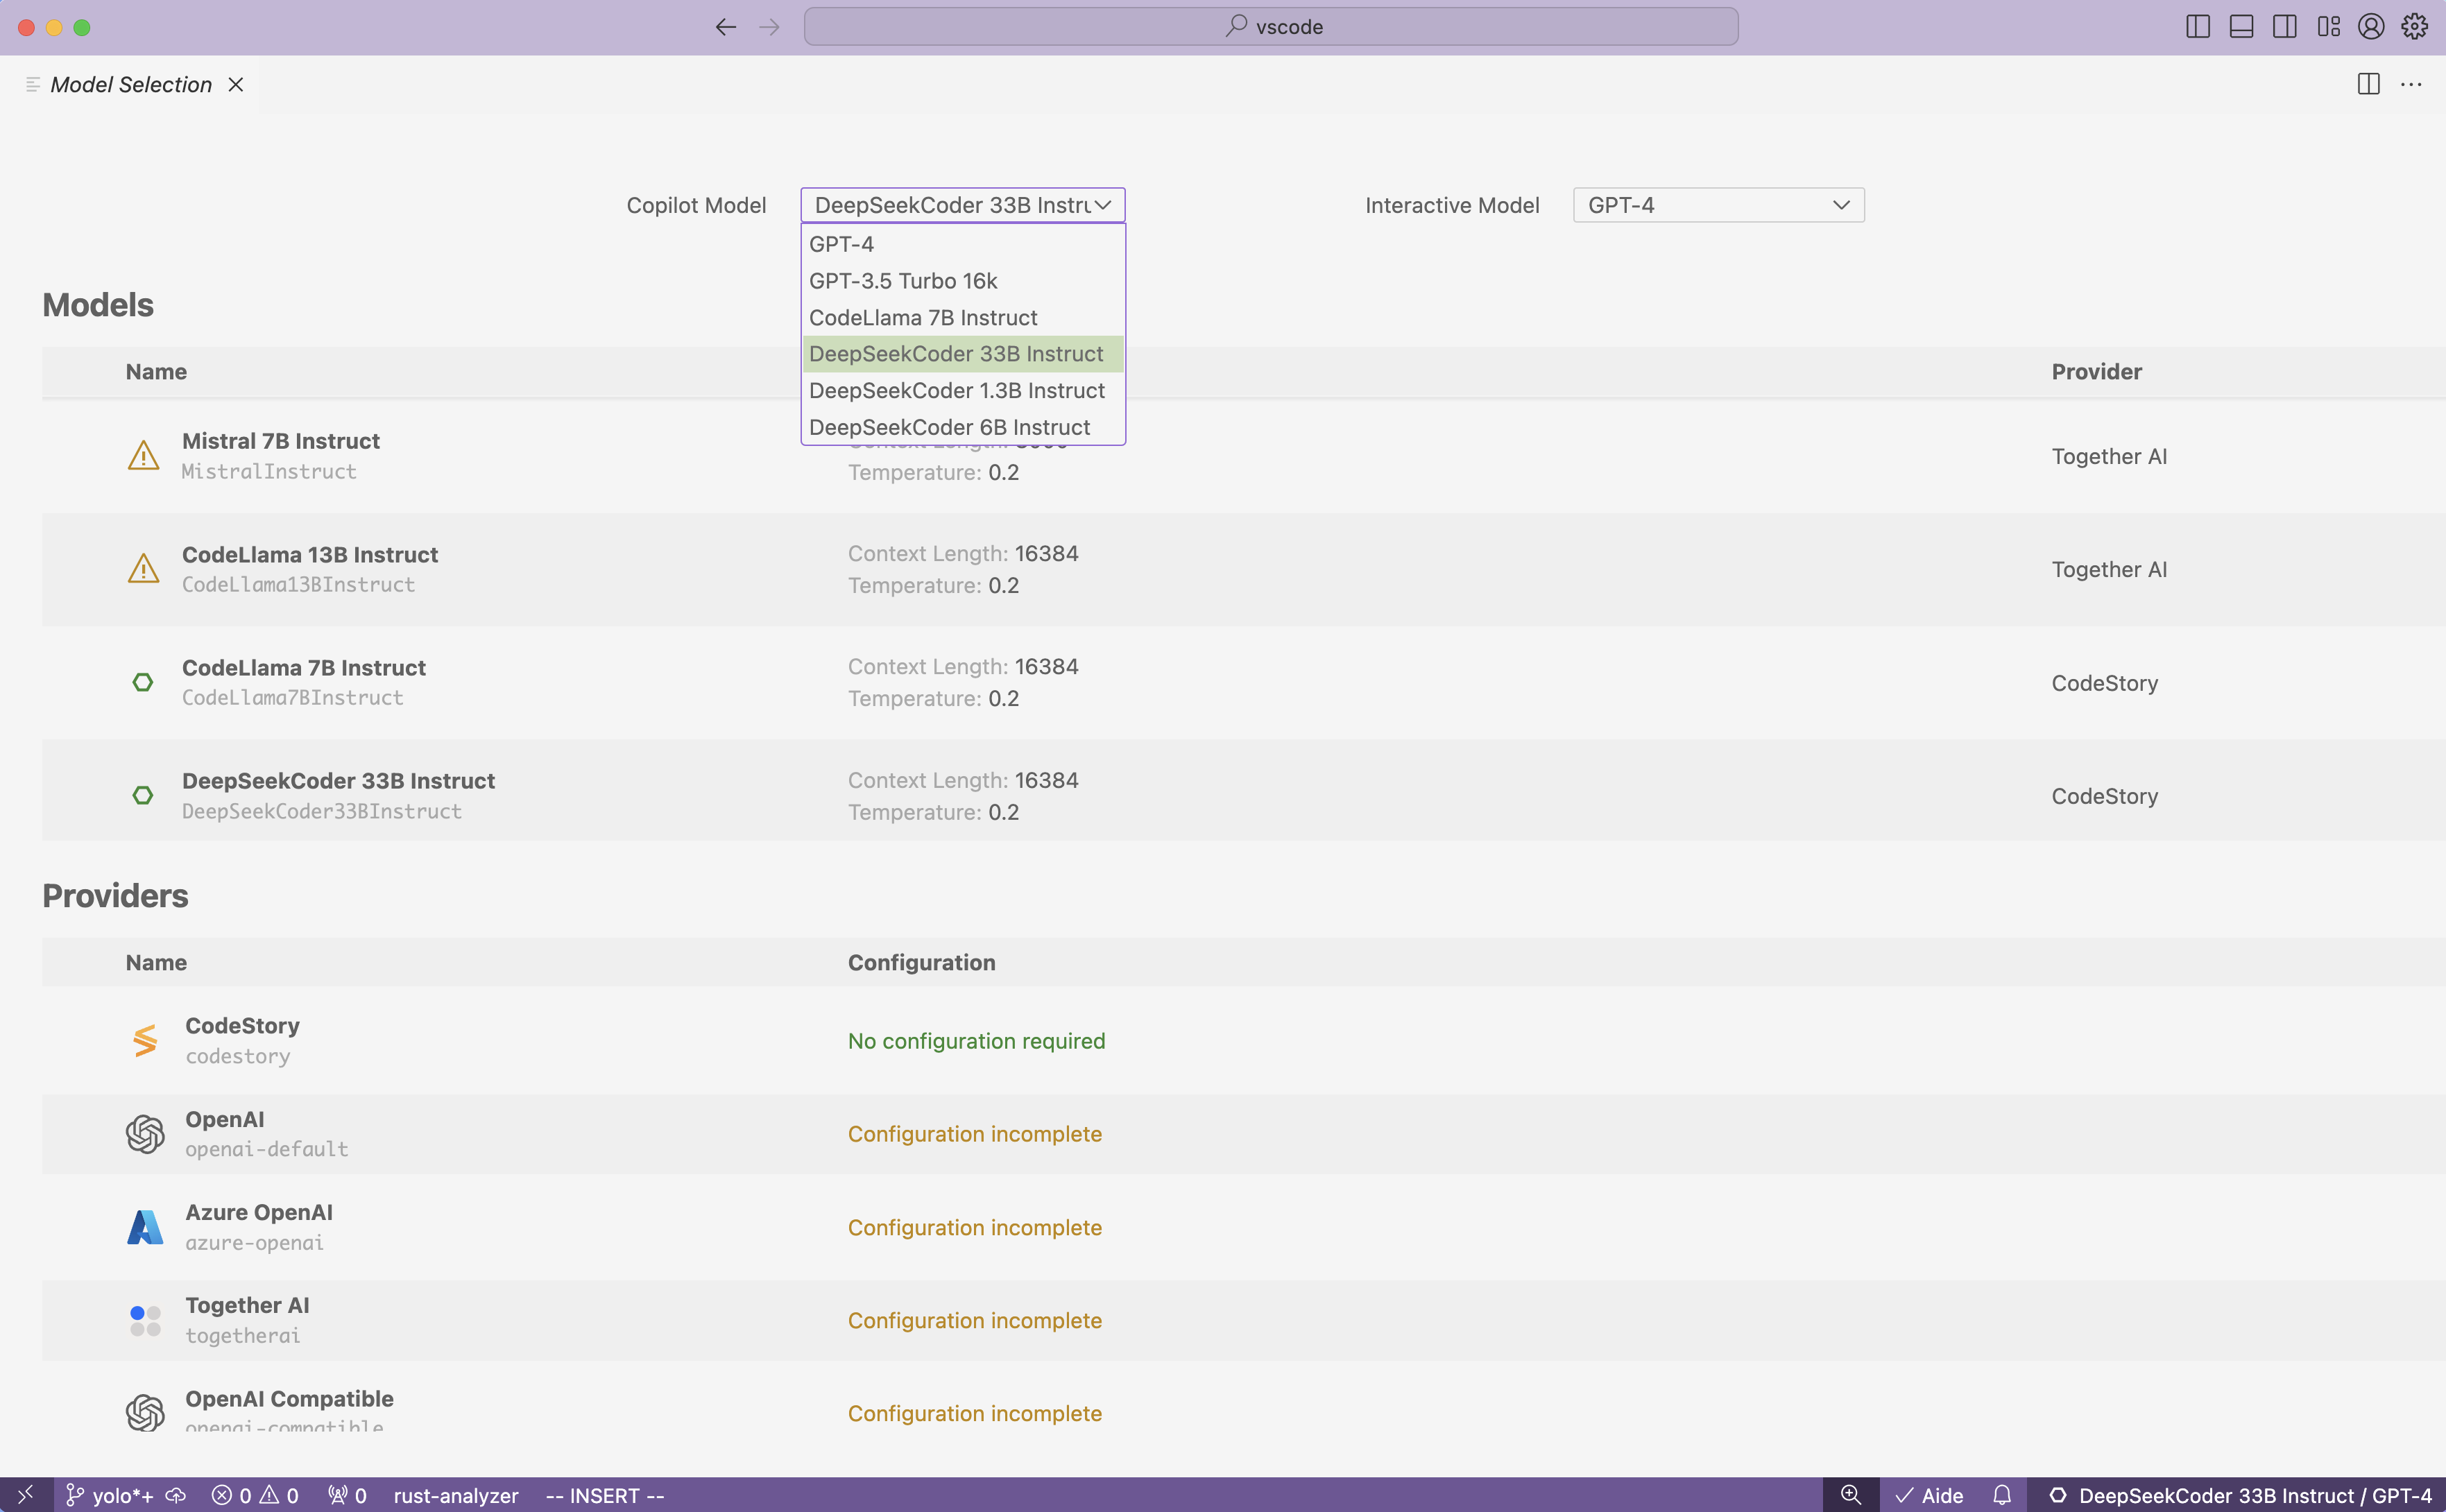 vscode
Model Selection
Copilot Model
DeepSeekCoder 33B Instru
Interactive Model
GPT-4
GPT-4
GPT-3.5 Turbo 16k
CodeLlama 7B Instruct
DeepSeekCoder 33B Instruct
DeepSeekCoder 1.3B Instruct
DeepSeekCoder 6B Instruct
Models
Name
Provider
Mistral 7B Instruct
MistralInstruct
Temperature: 0.2
Together AI
CodeLlama 13B Instruct
CodeLlama13BInstruct
Context Length: 16384
Temperature: 0.2
Together AI
CodeLlama 7B Instruct
CodeLlama7BInstruct
Context Length: 16384
Temperature: 0.2
CodeStory
DeepSeekCoder 33B Instruct
DeepSeekCoder33BInstruct
Context Length: 16384
Temperature: 0.2
CodeStory
Providers
Name
Configuration
CodeStory
codestory
No configuration required
OpenAI
openai-default
Configuration incomplete
Azure OpenAI
azure-openai
Configuration incomplete
Together AI
togetherai
Configuration incomplete
OpenAI Compatible
openai-compatible
Configuration incomplete
yolo*+ 0 0 0 rust-analyzer -- INSERT --
Aide DeepSeekCoder 33B Instruct / GPT-4